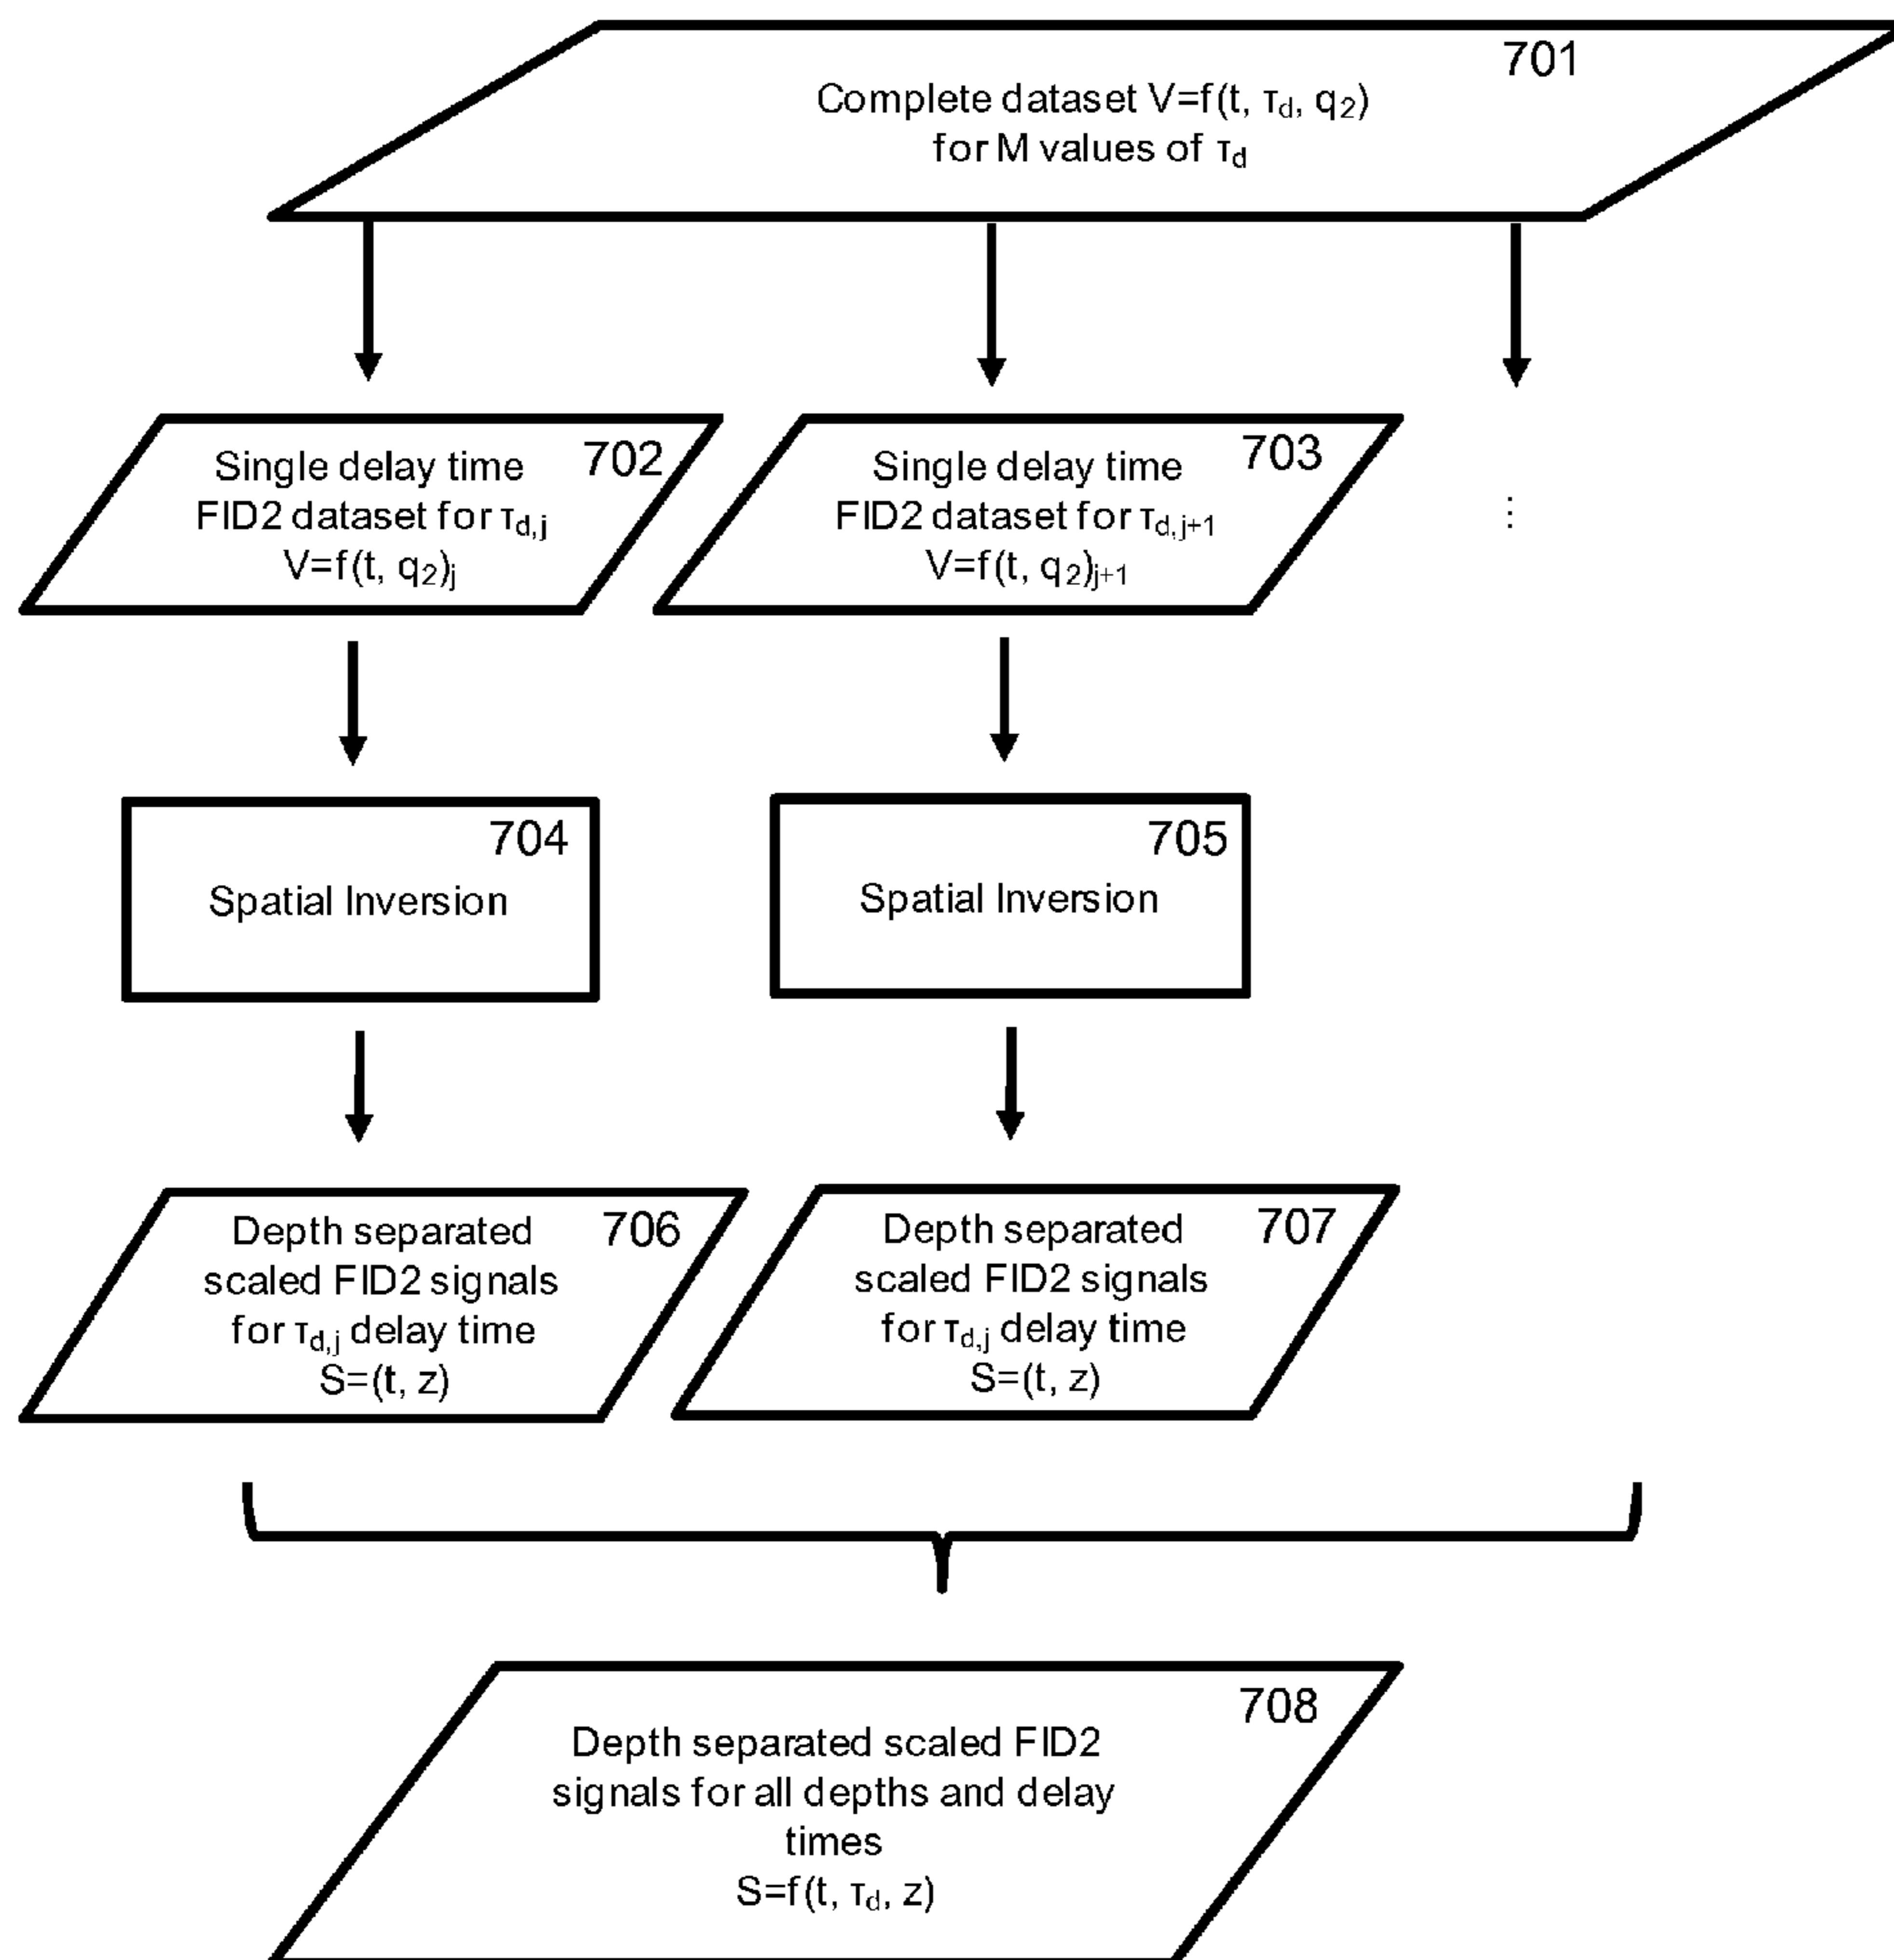 701
Complete dataset V=f(t, τd, q2)
for M values of τd
702
Single delay time
FID2 dataset for τd,j
V=f(t, q2)j
703
Single delay time
FID2 dataset for τd,j+1
V=f(t, q2)j+1
⋮
704
Spatial Inversion
705
Spatial Inversion
706
Depth separated
scaled FID2 signals
for τd,j delay time
S=(t, z)
707
Depth separated
scaled FID2 signals
for τd,j delay time
S=(t, z)
708
Depth separated scaled FID2
signals for all depths and delay
times
S=f(t, τd, z)